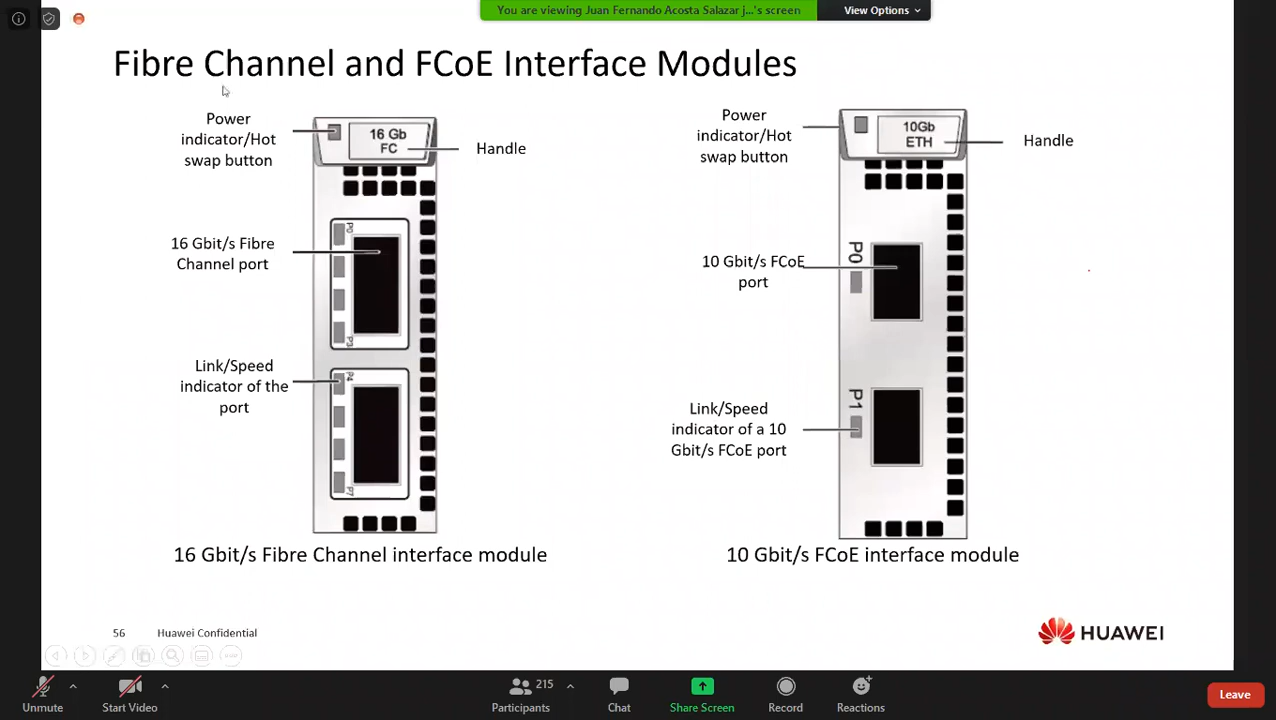 You are viewing Juan Fernando Acosta Salazar j...'s screen
View Options
Fibre Channel and FCoE Interface Modules
Power
indicator/Hot
swap button
16 Gb
FC
Handle
16 Gbit/s Fibre
Channel port
P0
P3
Link/Speed
indicator of the
port
P4
P7
16 Gbit/s Fibre Channel interface module
Power
indicator/Hot
swap button
10Gb
ETH
Handle
10 Gbit/s FCoE
port
P0
Link/Speed
indicator of a 10
Gbit/s FCoE port
P1
10 Gbit/s FCoE interface module
56 Huawei Confidential
HUAWEI
215
Unmute
Start Video
Participants
Chat
Share Screen
Record
Reactions
Leave